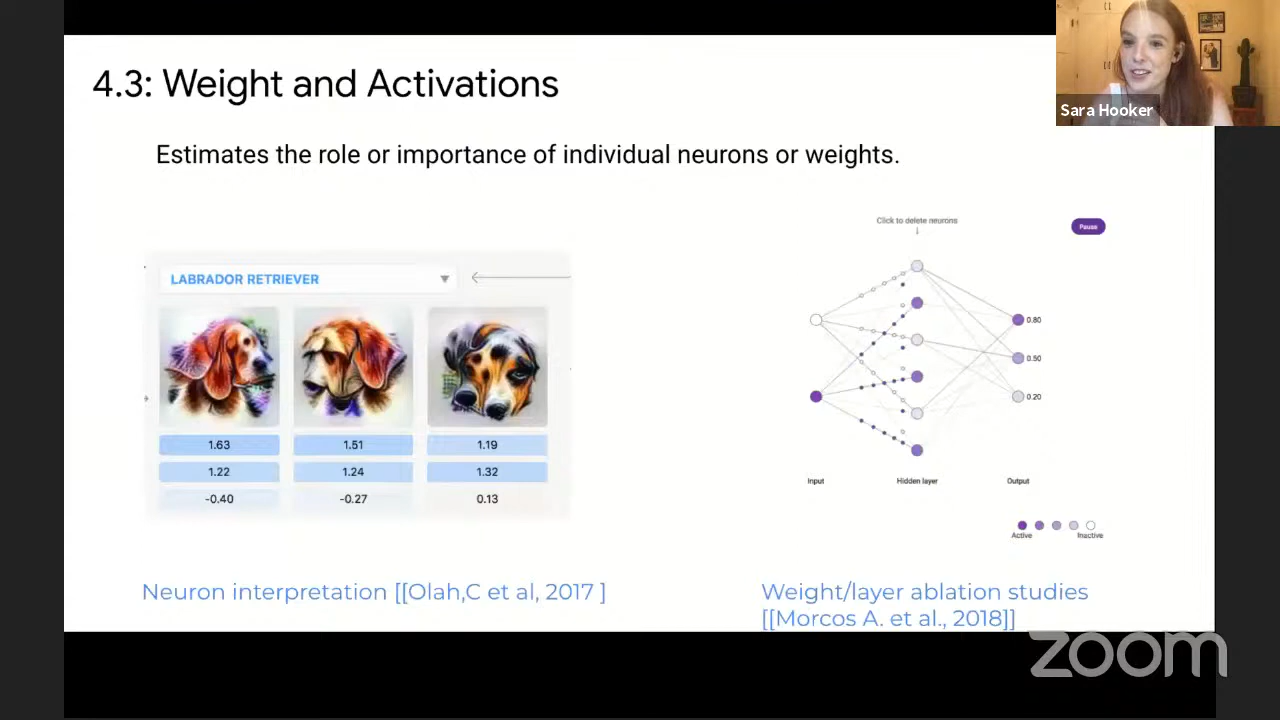 4.3: Weight and Activations
Sara Hooker
Estimates the role or importance of individual neurons or weights.
Click to delete neurons
Pause
LABRADOR RETRIEVER
1.63 1.51 1.19
1.22 1.24 1.32
-0.40 -0.27 0.13
0.80
0.50
0.20
Input Hidden layer Output
Active Inactive
Neuron interpretation [[Olah,C et al, 2017 ]
Weight/layer ablation studies
[[Morcos A. et al., 2018]]
zoom